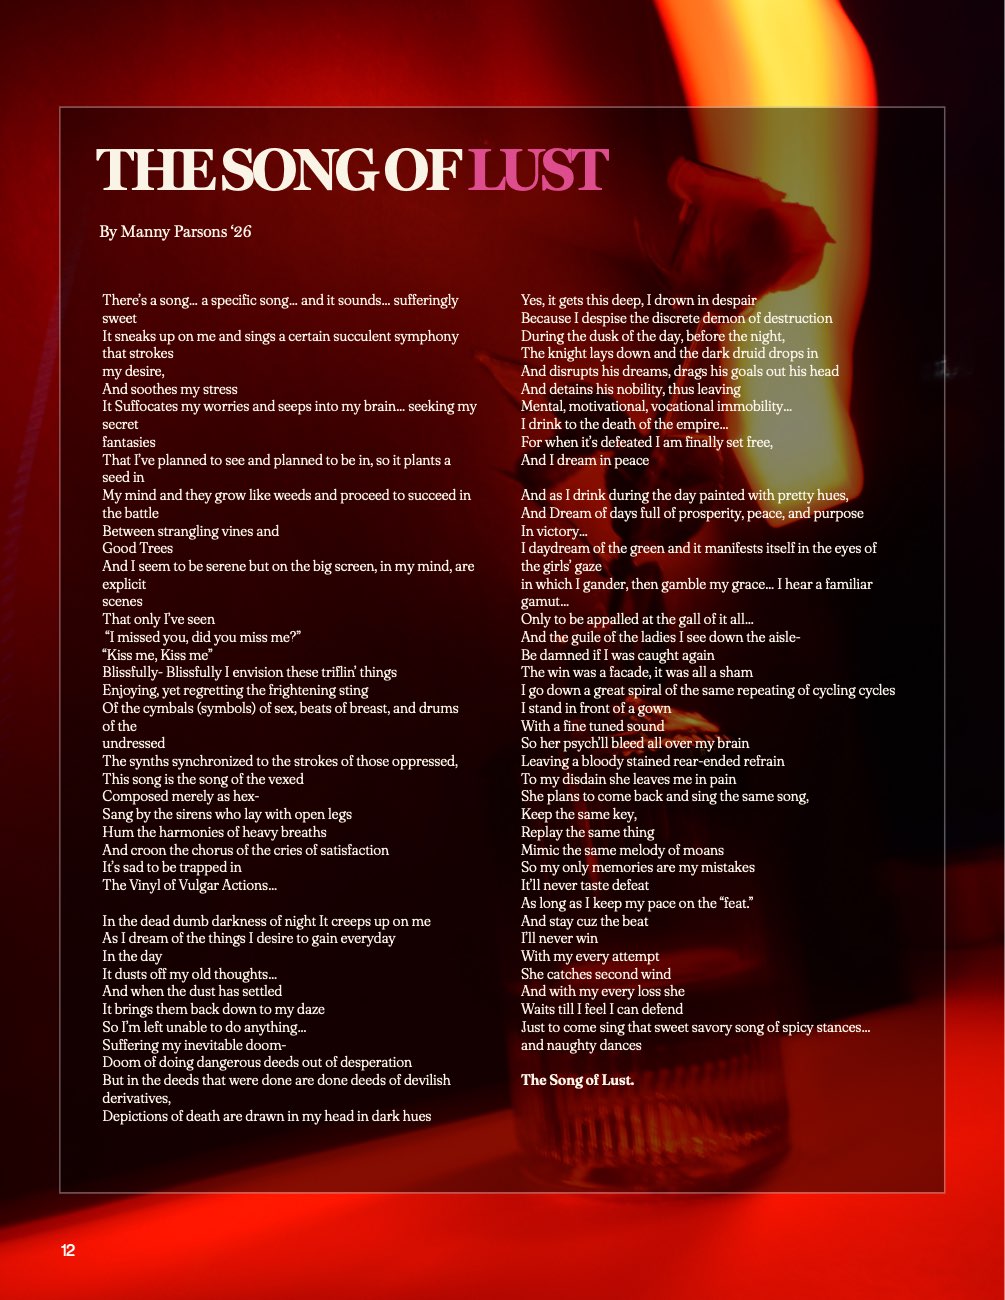 THE SONG OF LUST
By Manny Parsons ‘26
There’s a song... a specific song... and it sounds... sufferingly
sweet
It sneaks up on me and sings a certain succulent symphony
that strokes
my desire,
And soothes my stress
It Suffocates my worries and seeps into my brain... seeking my
secret
fantasies
That I’ve planned to see and planned to be in, so it plants a
seed in
My mind and they grow like weeds and proceed to succeed in
the battle
Between strangling vines and
Good Trees
And I seem to be serene but on the big screen, in my mind, are
explicit
scenes
That only I’ve seen
“I missed you, did you miss me?”
“Kiss me, Kiss me”
Blissfully- Blissfully I envision these triflin’ things
Enjoying, yet regretting the frightening sting
Of the cymbals (symbols) of sex, beats of breast, and drums
of the
undressed
The synths synchronized to the strokes of those oppressed,
This song is the song of the vexed
Composed merely as hex-
Sang by the sirens who lay with open legs
Hum the harmonies of heavy breaths
And croon the chorus of the cries of satisfaction
It’s sad to be trapped in
The Vinyl of Vulgar Actions...
In the dead dumb darkness of night It creeps up on me
As I dream of the things I desire to gain everyday
In the day
It dusts off my old thoughts...
And when the dust has settled
It brings them back down to my daze
So I’m left unable to do anything...
Suffering my inevitable doom-
Doom of doing dangerous deeds out of desperation
But in the deeds that were done are done deeds of devilish
derivatives,
Depictions of death are drawn in my head in dark hues
Yes, it gets this deep, I drown in despair
Because I despise the discrete demon of destruction
During the dusk of the day, before the night,
The knight lays down and the dark druid drops in
And disrupts his dreams, drags his goals out his head
And detains his nobility, thus leaving
Mental, motivational, vocational immobility...
I drink to the death of the empire...
For when it’s defeated I am finally set free,
And I dream in peace
And as I drink during the day painted with pretty hues,
And Dream of days full of prosperity, peace, and purpose
In victory...
I daydream of the green and it manifests itself in the eyes of
the girls’ gaze
in which I gander, then gamble my grace... I hear a familiar
gamut...
Only to be appalled at the gall of it all...
And the guile of the ladies I see down the aisle-
Be damned if I was caught again
The win was a facade, it was all a sham
I go down a great spiral of the same repeating of cycling cycles
I stand in front of a gown
With a fine tuned sound
So her psych’ll bleed all over my brain
Leaving a bloody stained rear-ended refrain
To my disdain she leaves me in pain
She plans to come back and sing the same song,
Keep the same key,
Replay the same thing
Mimic the same melody of moans
So my only memories are my mistakes
It’ll never taste defeat
As long as I keep my pace on the “feat.”
And stay cuz the beat
I’ll never win
With my every attempt
She catches second wind
And with my every loss she
Waits till I feel I can defend
Just to come sing that sweet savory song of spicy stances...
and naughty dances
The Song of Lust.
12